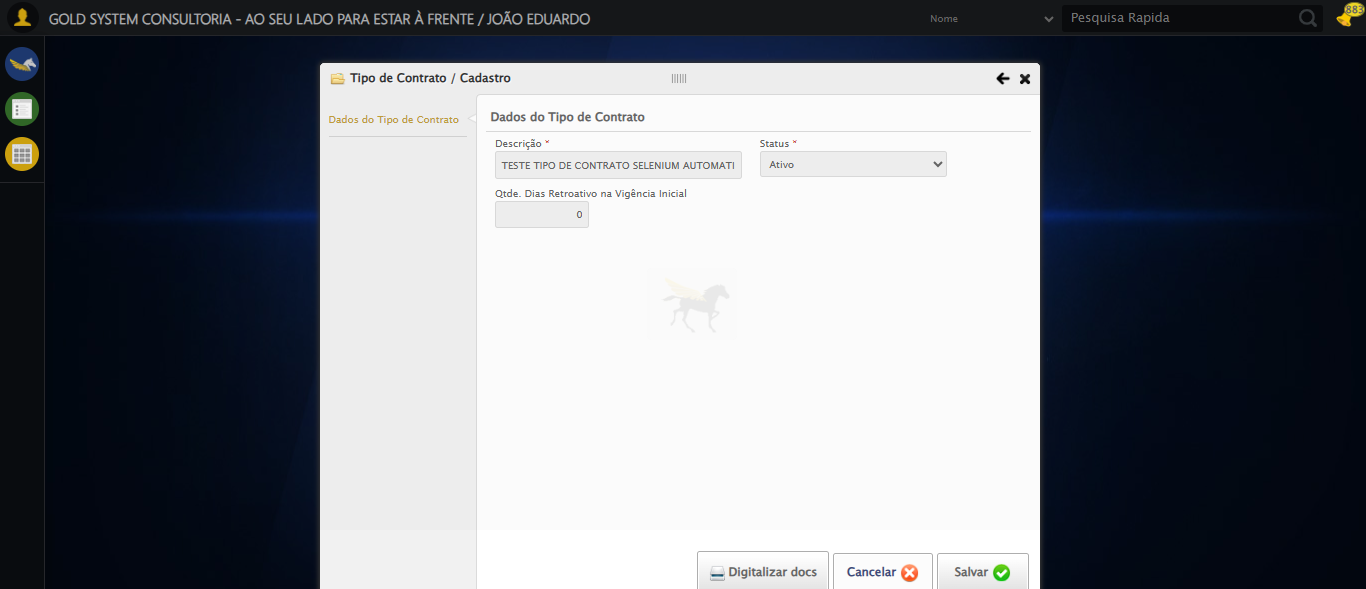 GOLD SYSTEM CONSULTORIA - AO SEU LADO PARA ESTAR À FRENTE / JOÃO EDUARDO
Nome
Pesquisa Rapida
883
Tipo de Contrato / Cadastro
Dados do Tipo de Contrato
Dados do Tipo de Contrato
Descrição *
Status *
TESTE TIPO DE CONTRATO SELENIUM AUTOMATI
Ativo
Qtde. Dias Retroativo na Vigência Inicial
0
Digitalizar docs
Cancelar
Salvar